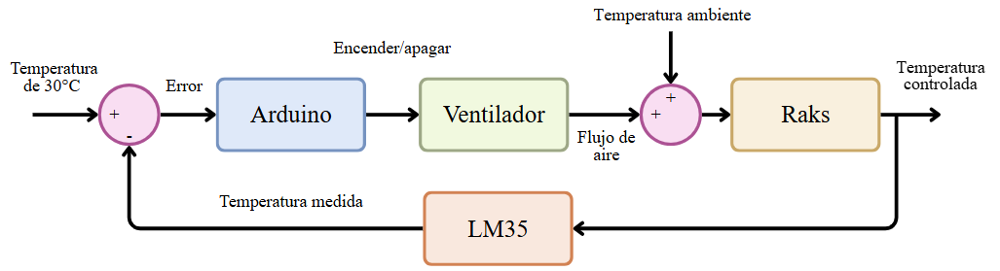 Temperatura ambiente
Encender/apagar
Temperatura
de 30°C
Error
Arduino
Ventilador
Flujo de
aire
+
+
+
-
Raks
Temperatura
controlada
Temperatura medida
LM35